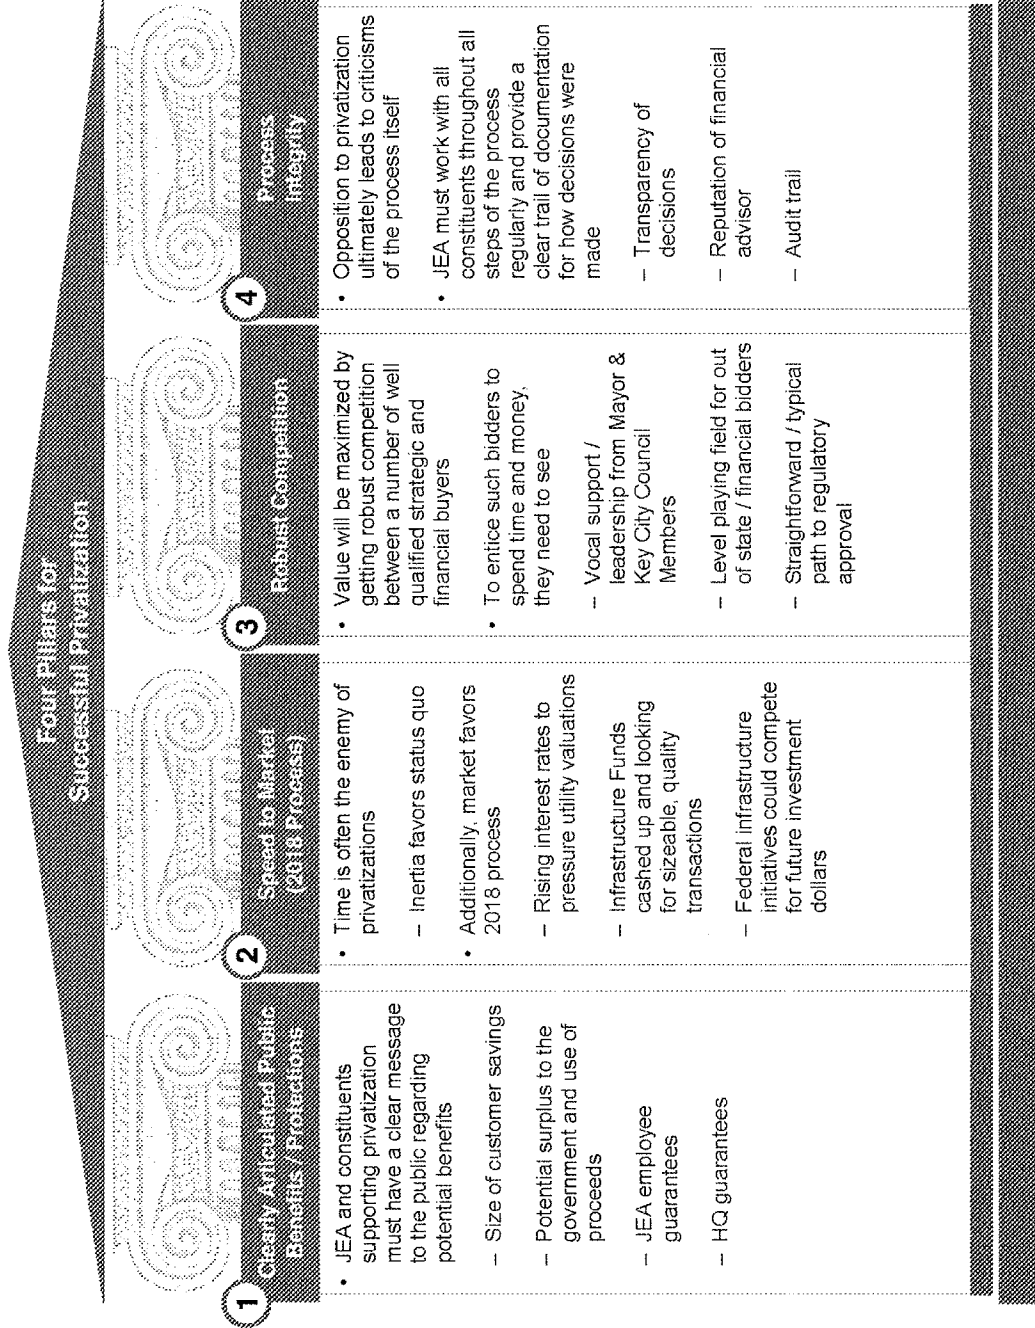 Four Pillars for
Successful Privatization
1
Clearly Articulated Public
Benefits / Protections
• JEA and constituents
supporting privatization
must have a clear message
to the public regarding
potential benefits
– Size of customer savings
– Potential surplus to the
government and use of
proceeds
– JEA employee
guarantees
– HQ guarantees
2
Speed to Market
(2018 Process)
• Time is often the enemy of
privatizations
– Inertia favors status quo
• Additionally, market favors
2018 process
– Rising interest rates to
pressure utility valuations
– Infrastructure Funds
cashed up and looking
for sizeable, quality
transactions
– Federal infrastructure
initiatives could compete
for future investment
dollars
3
Robust Competition
• Value will be maximized by
getting robust competition
between a number of well
qualified strategic and
financial buyers
• To entice such bidders to
spend time and money,
they need to see
– Vocal support /
leadership from Mayor &
Key City Council
Members
– Level playing field for out
of state / financial bidders
– Straightforward / typical
path to regulatory
approval
4
Process
Integrity
• Opposition to privatization
ultimately leads to criticisms
of the process itself
• JEA must work with all
constituents throughout all
steps of the process
regularly and provide a
clear trail of documentation
for how decisions were
made
– Transparency of
decisions
– Reputation of financial
advisor
– Audit trail